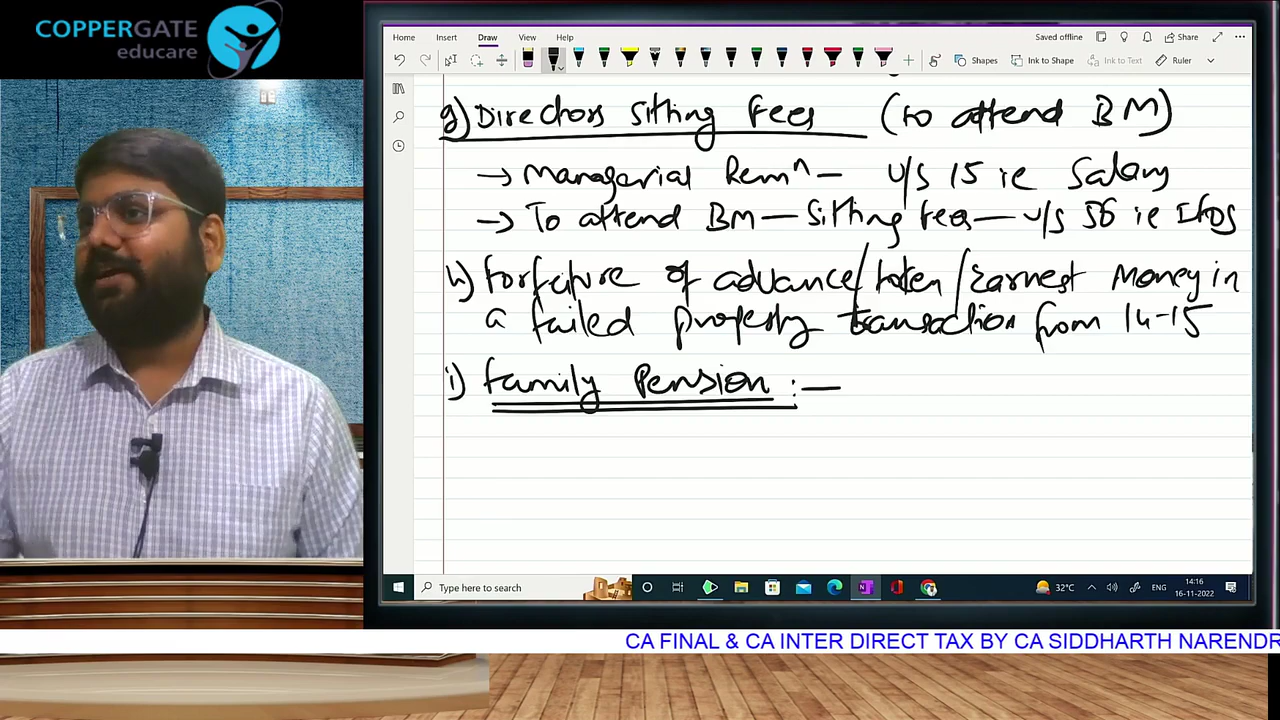 COPPERGATE
educare
Home Insert Draw View Help
Saved offline
Share
Shapes
Ink to Shape
Ink to Text
Ruler
g) Directors Sitting Fees (To attend BM)
→ Managerial Remⁿ — u/s 15 ie Salary
→ To attend BM — Sitting Fees — u/s 56 ie IFOS
h) Forfeiture of advance/token/Earnest Money in
a failed property transaction from 14-15
i) Family Pension :—
Type here to search
32°C
ENG
14:16
16-11-2022
CA FINAL & CA INTER DIRECT TAX BY CA SIDDHARTH NARENDR